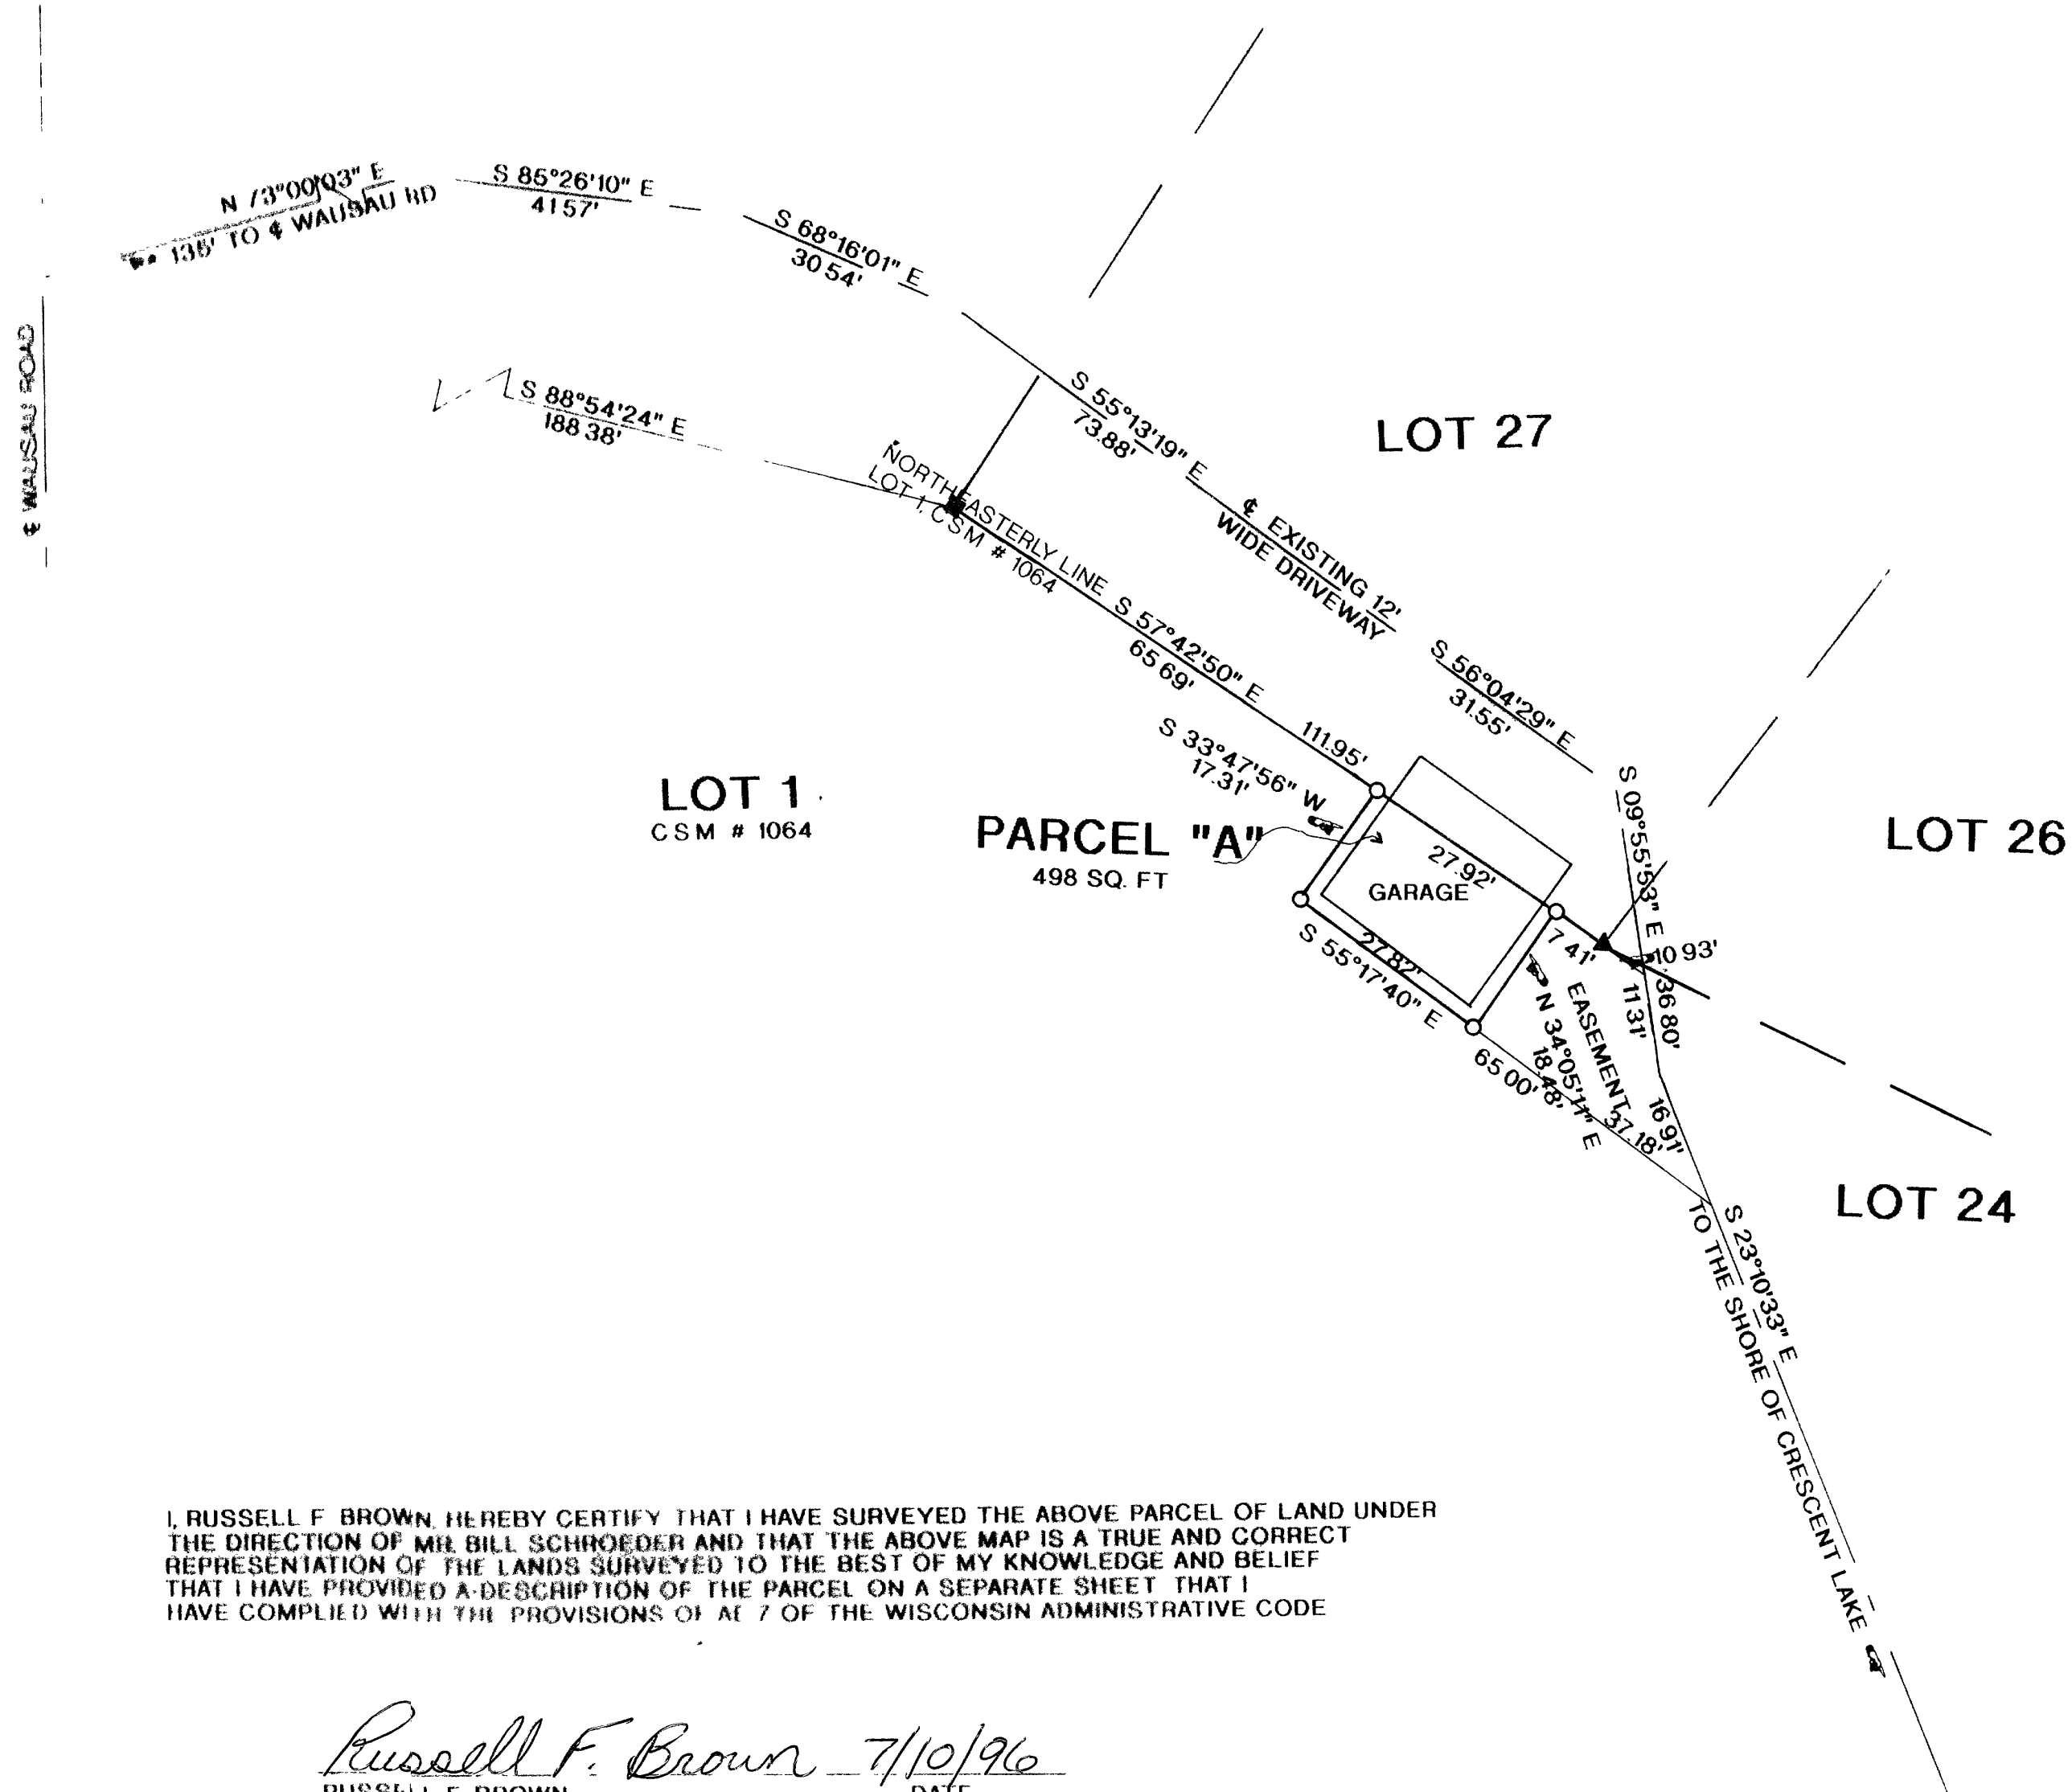 N 73°00'03" E
136' TO ℄ WAUSAU RD
S 85°26'10" E
41 57'
S 68°16'01" E
30 54'
℄ WAUSAU ROAD
S 88°54'24" E
188 38'
NORTHEASTERLY LINE
LOT 1, CSM # 1064
S 55°13'19" E
73.88'
LOT 27
℄ EXISTING 12'
WIDE DRIVEWAY
S 57°42'50" E
65 69'
111.95'
S 56°04'29" E
31.55'
S 33°47'56" W
17.31'
LOT 1
CSM # 1064
PARCEL "A"
498 SQ. FT
27.92'
GARAGE
27.82'
S 55°17'40" E
S 09°55'53" E
36 80'
LOT 26
7 41'
10 93'
11 31'
EASEMENT
N 34°05'11" E
18.48'
65 00'
37.18'
16 91'
LOT 24
S 23°10'33" E
TO THE SHORE OF CRESCENT LAKE
I, RUSSELL F BROWN, HEREBY CERTIFY THAT I HAVE SURVEYED THE ABOVE PARCEL OF LAND UNDER
THE DIRECTION OF MR. BILL SCHROEDER AND THAT THE ABOVE MAP IS A TRUE AND CORRECT
REPRESENTATION OF THE LANDS SURVEYED TO THE BEST OF MY KNOWLEDGE AND BELIEF
THAT I HAVE PROVIDED A DESCRIPTION OF THE PARCEL ON A SEPARATE SHEET THAT I
HAVE COMPLIED WITH THE PROVISIONS OF AE 7 OF THE WISCONSIN ADMINISTRATIVE CODE
Russell F. Brown 7/10/96
RUSSELL F BROWN DATE